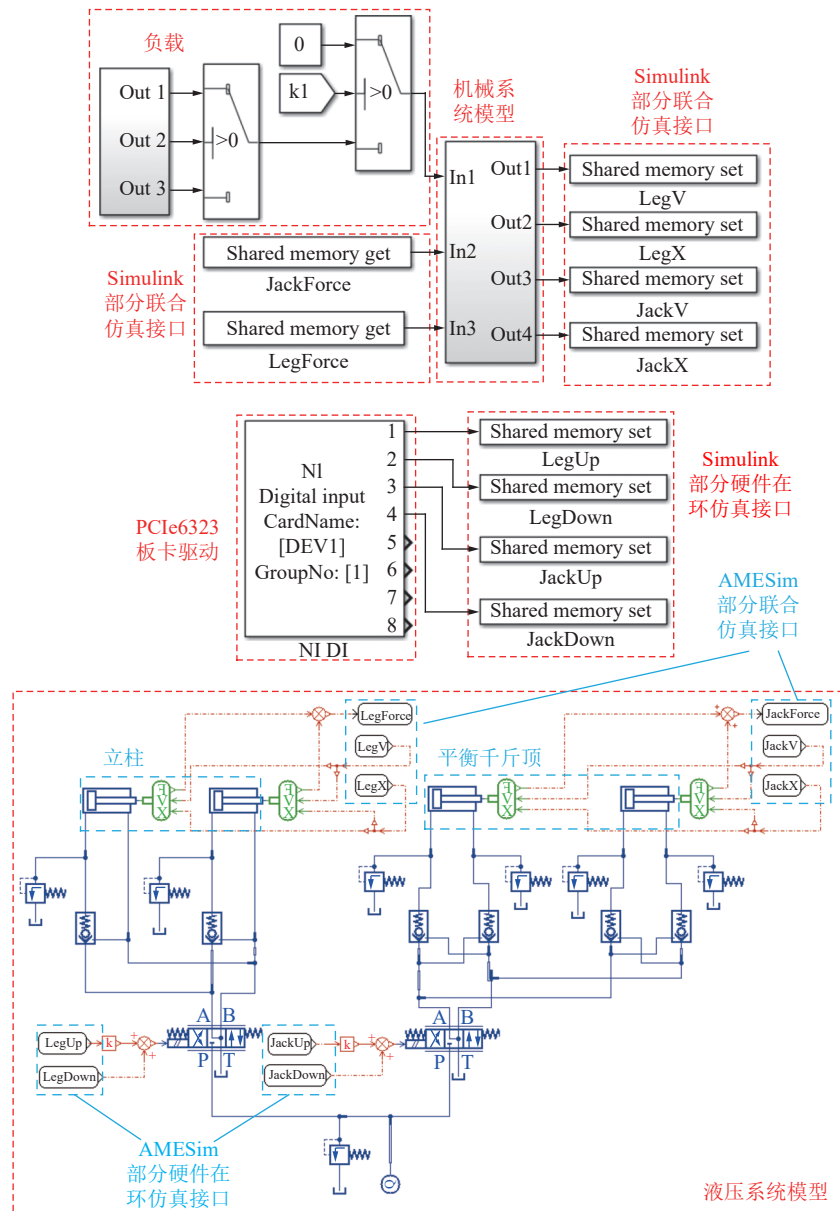 负载
0
k1
>0
Out 1
Out 2
Out 3
>0
机械系
统模型
In1
In2
In3
Out1
Out2
Out3
Out4
Simulink
部分联合
仿真接口
Shared memory set
LegV
Shared memory set
LegX
Shared memory set
JackV
Shared memory set
JackX
Simulink
部分联合
仿真接口
Shared memory get
JackForce
Shared memory get
LegForce
PCIe6323
板卡驱动
Nl
Digital input
CardName:
[DEV1]
GroupNo: [1]
1
2
3
4
5
6
7
8
NI DI
Shared memory set
LegUp
Shared memory set
LegDown
Shared memory set
JackUp
Shared memory set
JackDown
Simulink
部分硬件在
环仿真接口
AMESim
部分联合
仿真接口
立柱
F
V
X
F
V
X
LegForce
LegV
LegX
平衡千斤顶
F
V
X
F
V
X
+
+
JackForce
JackV
JackX
LegUp
k
+
+
LegDown
A B
P T
JackUp
k
+
+
JackDown
A B
P T
Q
AMESim
部分硬件在
环仿真接口
液压系统模型